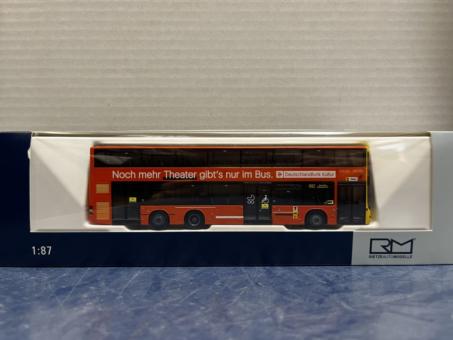 Noch mehr Theater gibt's nur im Bus. Deutschlandfunk Kultur
1:87
RM
RIETZE AUTOMODELLE